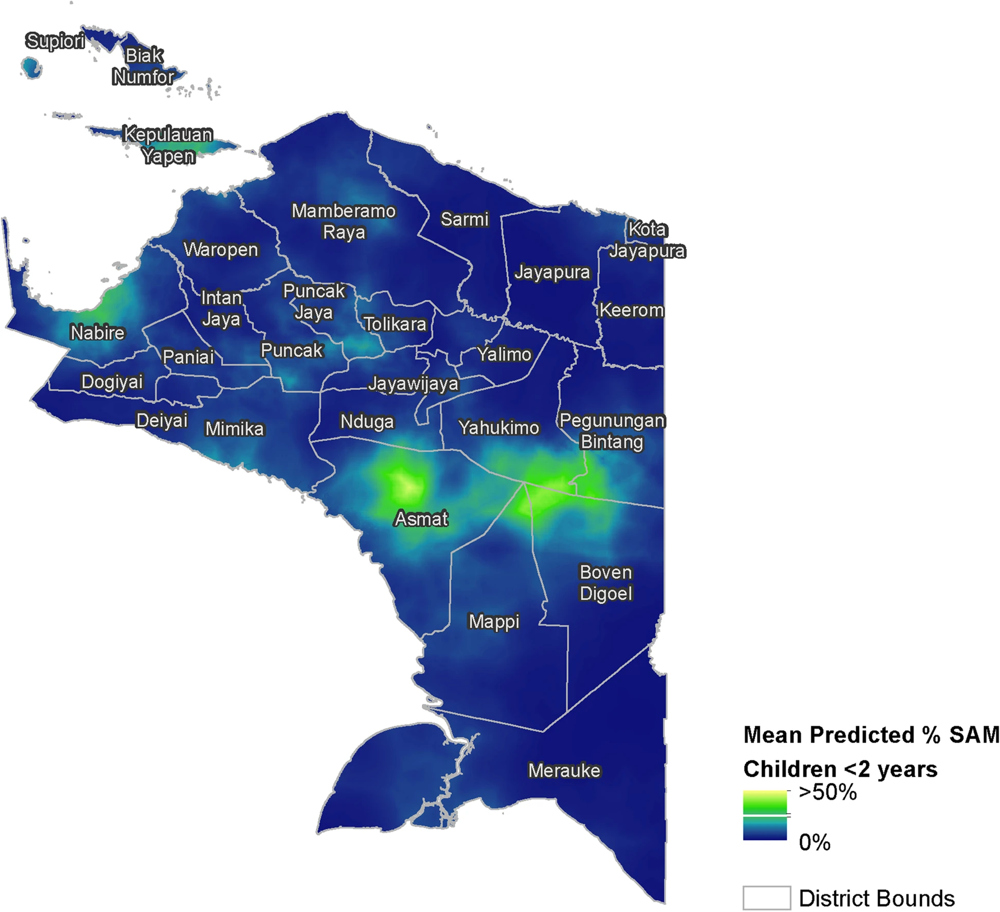 Supiori
Biak
Numfor
Kepulauan
Yapen
Mamberamo
Raya
Sarmi
Kota
Jayapura
Waropen
Jayapura
Puncak
Jaya
Intan
Jaya
Keerom
Tolikara
Nabire
Puncak
Yalimo
Paniai
Dogiyai
Jayawijaya
Deiyai
Mimika
Nduga
Yahukimo
Pegunungan
Bintang
Asmat
Boven
Digoel
Mappi
Merauke
Mean Predicted % SAM
Children <2 years
>50%
0%
District Bounds